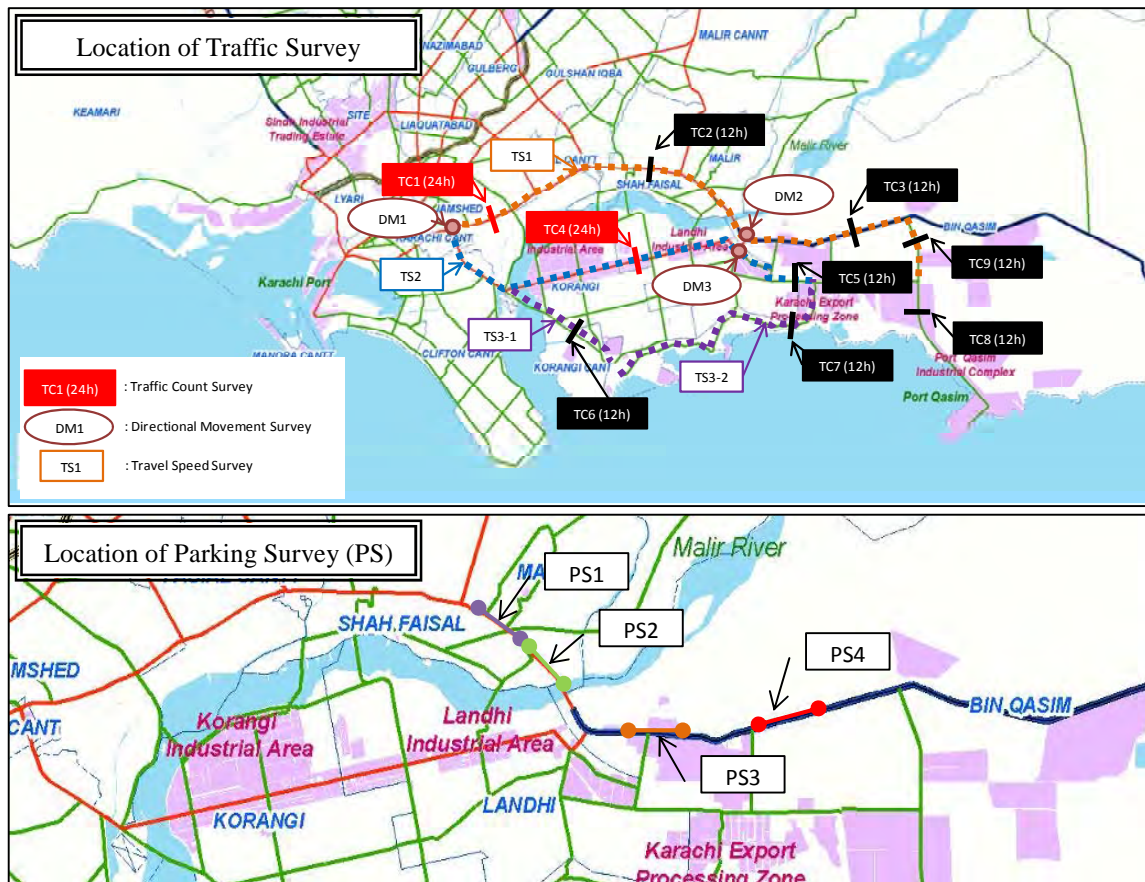 Location of Traffic Survey
NAZIMABAD
MALIR CANNT
GULBERG
GULSHAN IQBA
KEAMARI
SITE
Sindh Industrial
Trading Estate
LIAQUATABAD
TC2 (12h)
TS1
Malir River
MALIR
TC1 (24h)
SHAH FAISAL
TC3 (12h)
LYARI
DM1
DM2
TC4 (24h)
Landhi
Industrial Area
BIN QASIM
KARACHI CANT
Industrial Area
TC9 (12h)
TS2
Karachi Port
KORANGI
DM3
TC5 (12h)
Karachi Export
Processing Zone
TS3-1
TC8 (12h)
MANORA CANTT
CLIFTON CANTT
KORANGI CANT
TS3-2
TC7 (12h)
Port Qasim
Industrial Complex
TC6 (12h)
Port Qasim
TC1 (24h) : Traffic Count Survey
DM1 : Directional Movement Survey
TS1 : Travel Speed Survey
Location of Parking Survey (PS)
Malir River
PS1
SHAH FAISAL
PS2
MSHED
PS4
CANT
Korangi
Industrial Area
Landhi
Industrial Area
BIN QASIM
PS3
LANDHI
KORANGI
Karachi Export
Processing Zone